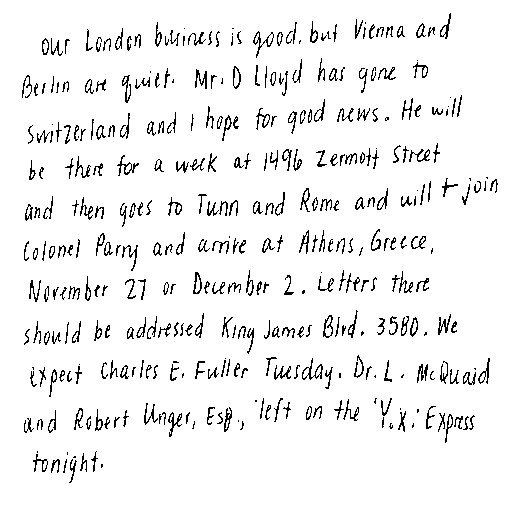 our London business is good, but Vienna and
Berlin are quiet. Mr. D Lloyd has gone to
Switzerland and I hope for good news. He will
be there for a week at 1496 Zermott Street
and then goes to Tunn and Rome and will + join
Colonel Parry and arrive at Athens, Greece,
November 27 or December 2. Letters there
should be addressed King James Blvd. 3580. We
expect Charles E. Fuller Tuesday. Dr. L. McQuaid
and Robert Unger, Esq., left on the 'Y.X.' Express
tonight.